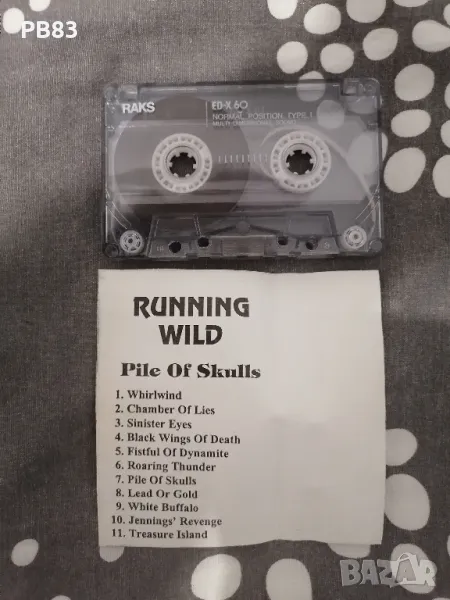 PB83
RAKS
ED-X 60
NORMAL POSITION TYPE I
RUNNING
WILD
Pile Of Skulls
1. Whirlwind
2. Chamber Of Lies
3. Sinister Eyes
4. Black Wings Of Death
5. Fistful Of Dynamite
6. Roaring Thunder
7. Pile Of Skulls
8. Lead Or Gold
9. White Buffalo
10. Jennings' Revenge
11. Treasure Island
BAZAR